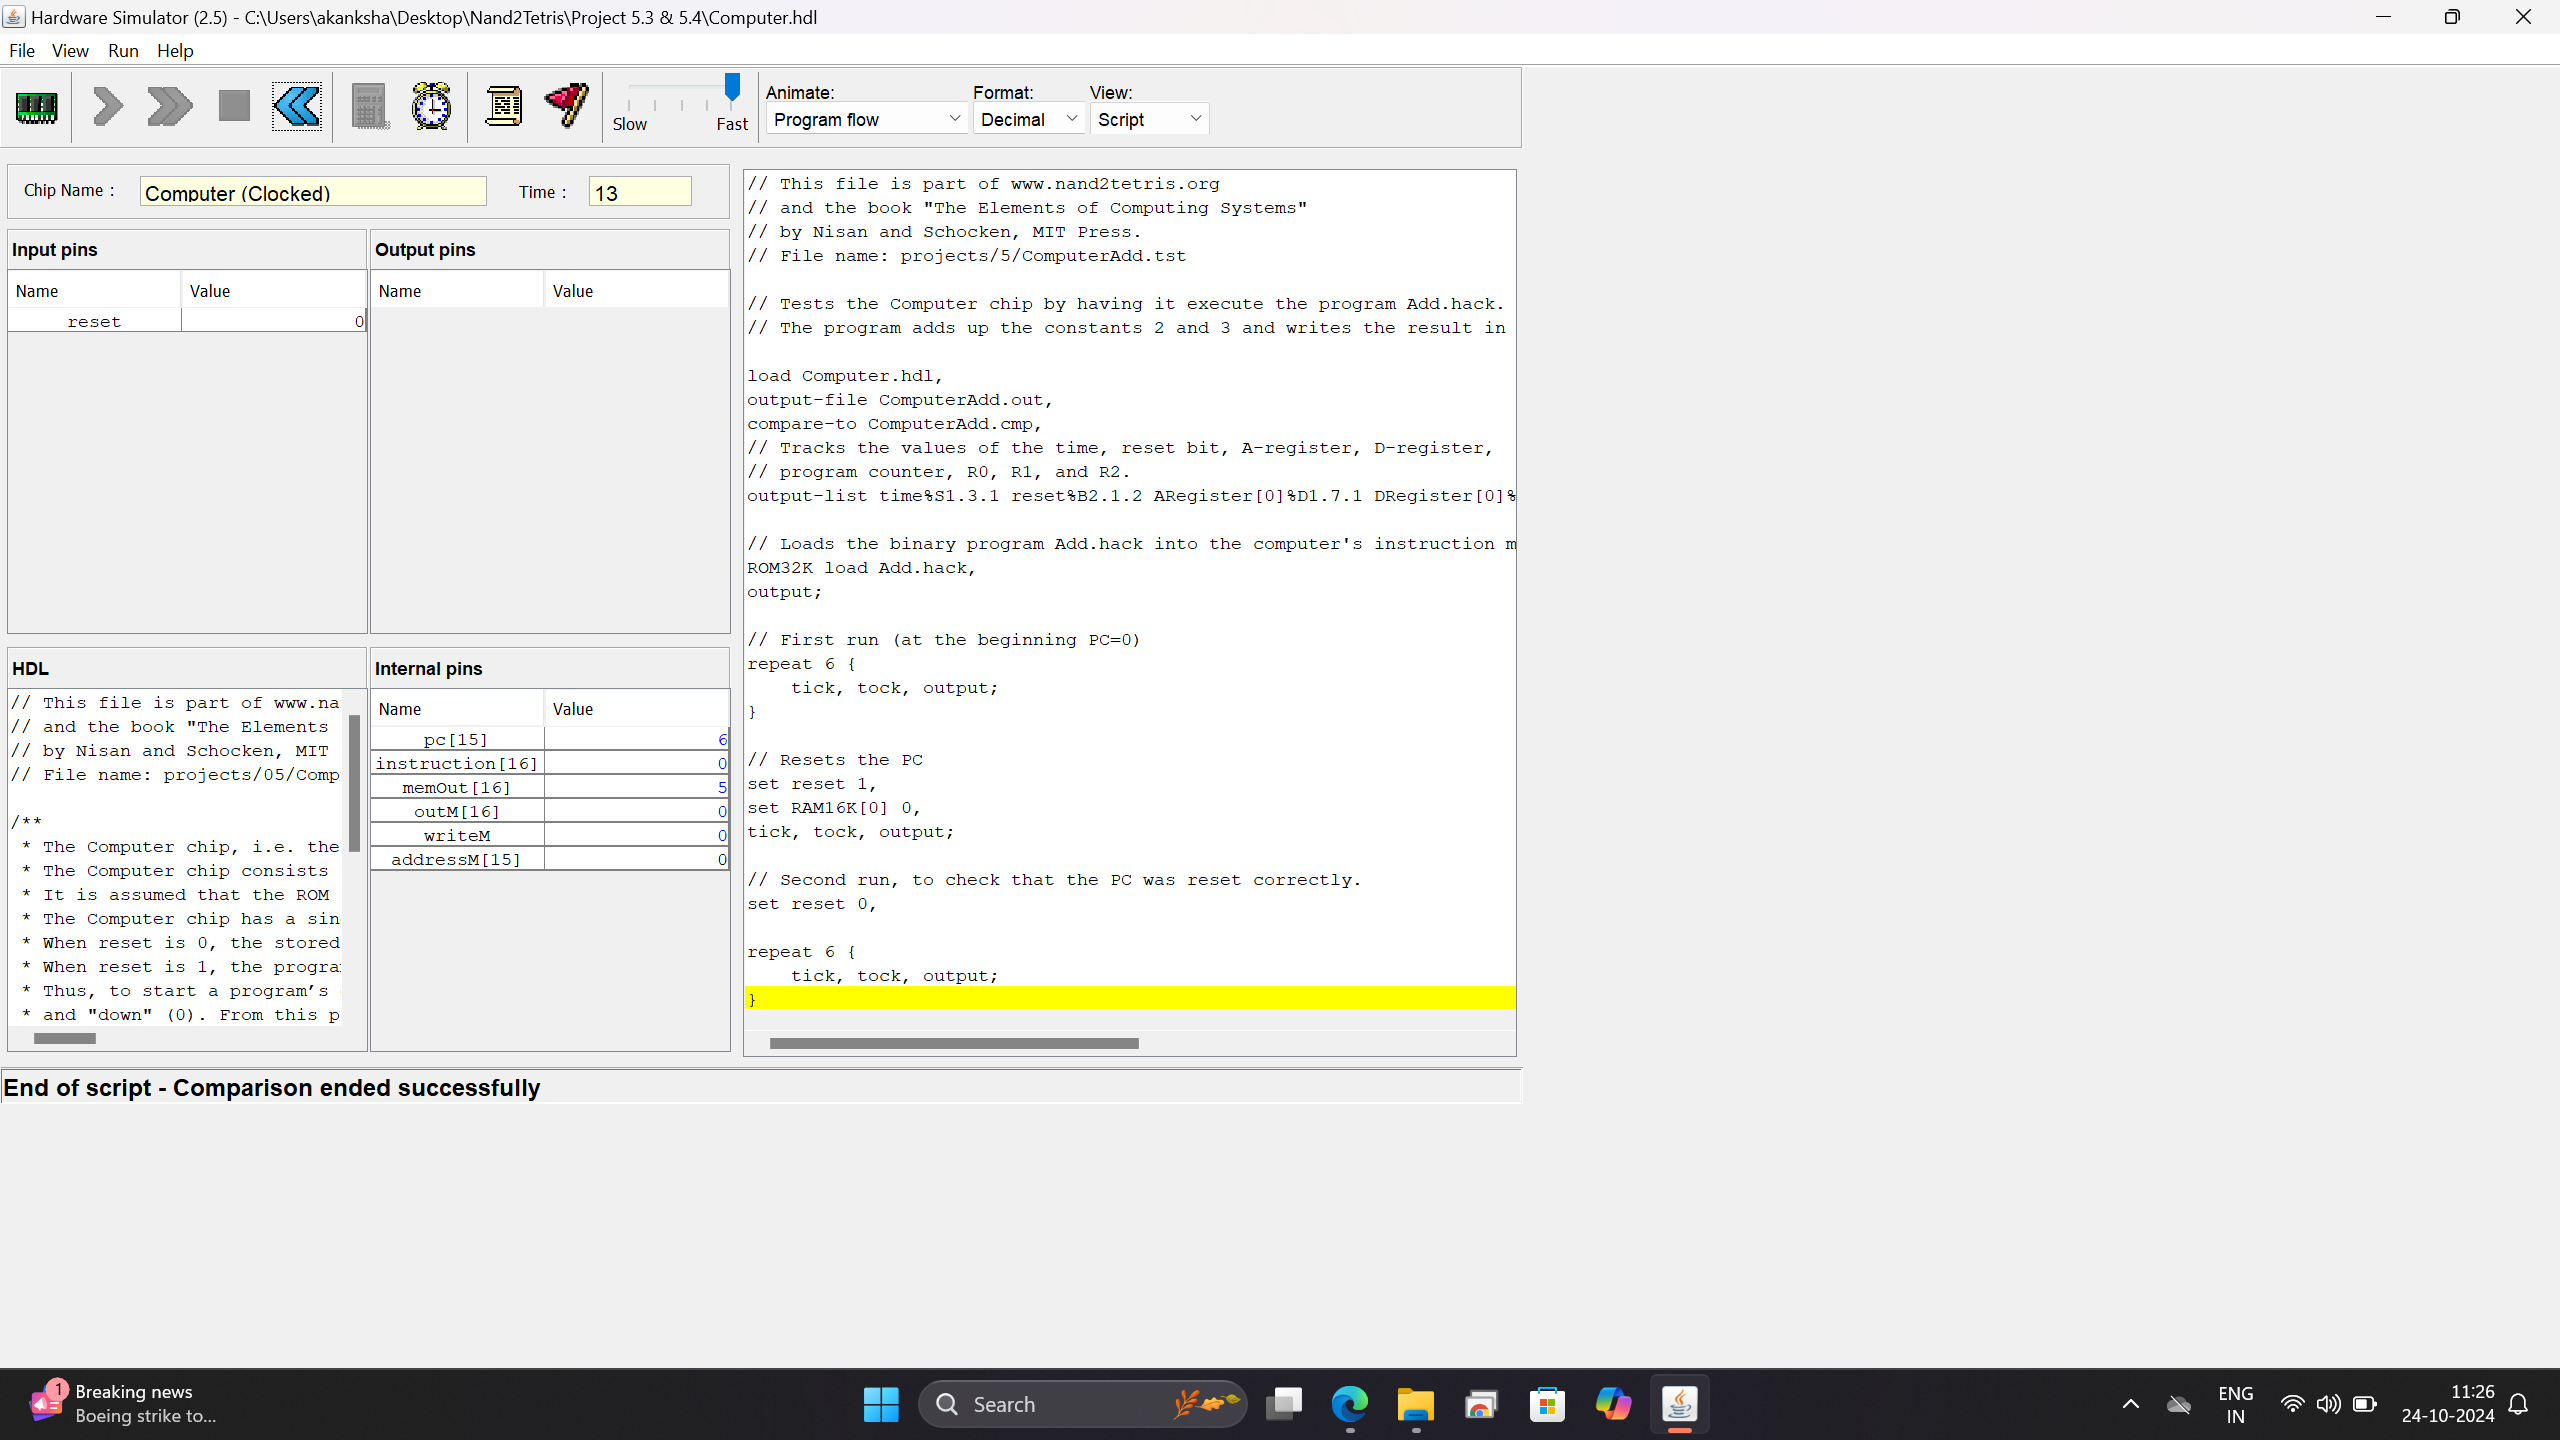 Hardware Simulator (2.5) - C:\Users\akanksha\Desktop\Nand2Tetris\Project 5.3 & 5.4\Computer.hdl
File View Run Help
Slow Fast
Animate: Format: View:
Program flow Decimal Script
Chip Name : Computer (Clocked) Time : 13
Input pins
Name Value
reset 0
Output pins
Name Value
HDL
// This file is part of www.na
// and the book "The Elements
// by Nisan and Schocken, MIT
// File name: projects/05/Comp
/**
* The Computer chip, i.e. the
* The Computer chip consists
* It is assumed that the ROM
* The Computer chip has a sin
* When reset is 0, the stored
* When reset is 1, the progra
* Thus, to start a program’s
* and "down" (0). From this p
Internal pins
Name Value
pc[15] 6
instruction[16] 0
memOut[16] 5
outM[16] 0
writeM 0
addressM[15] 0
// This file is part of www.nand2tetris.org
// and the book "The Elements of Computing Systems"
// by Nisan and Schocken, MIT Press.
// File name: projects/5/ComputerAdd.tst
// Tests the Computer chip by having it execute the program Add.hack.
// The program adds up the constants 2 and 3 and writes the result in
load Computer.hdl,
output-file ComputerAdd.out,
compare-to ComputerAdd.cmp,
// Tracks the values of the time, reset bit, A-register, D-register,
// program counter, R0, R1, and R2.
output-list time%S1.3.1 reset%B2.1.2 ARegister[0]%D1.7.1 DRegister[0]%
// Loads the binary program Add.hack into the computer's instruction m
ROM32K load Add.hack,
output;
// First run (at the beginning PC=0)
repeat 6 {
tick, tock, output;
}
// Resets the PC
set reset 1,
set RAM16K[0] 0,
tick, tock, output;
// Second run, to check that the PC was reset correctly.
set reset 0,
repeat 6 {
tick, tock, output;
}
End of script - Comparison ended successfully
1
Breaking news
Boeing strike to...
Search
ENG
IN
11:26
24-10-2024